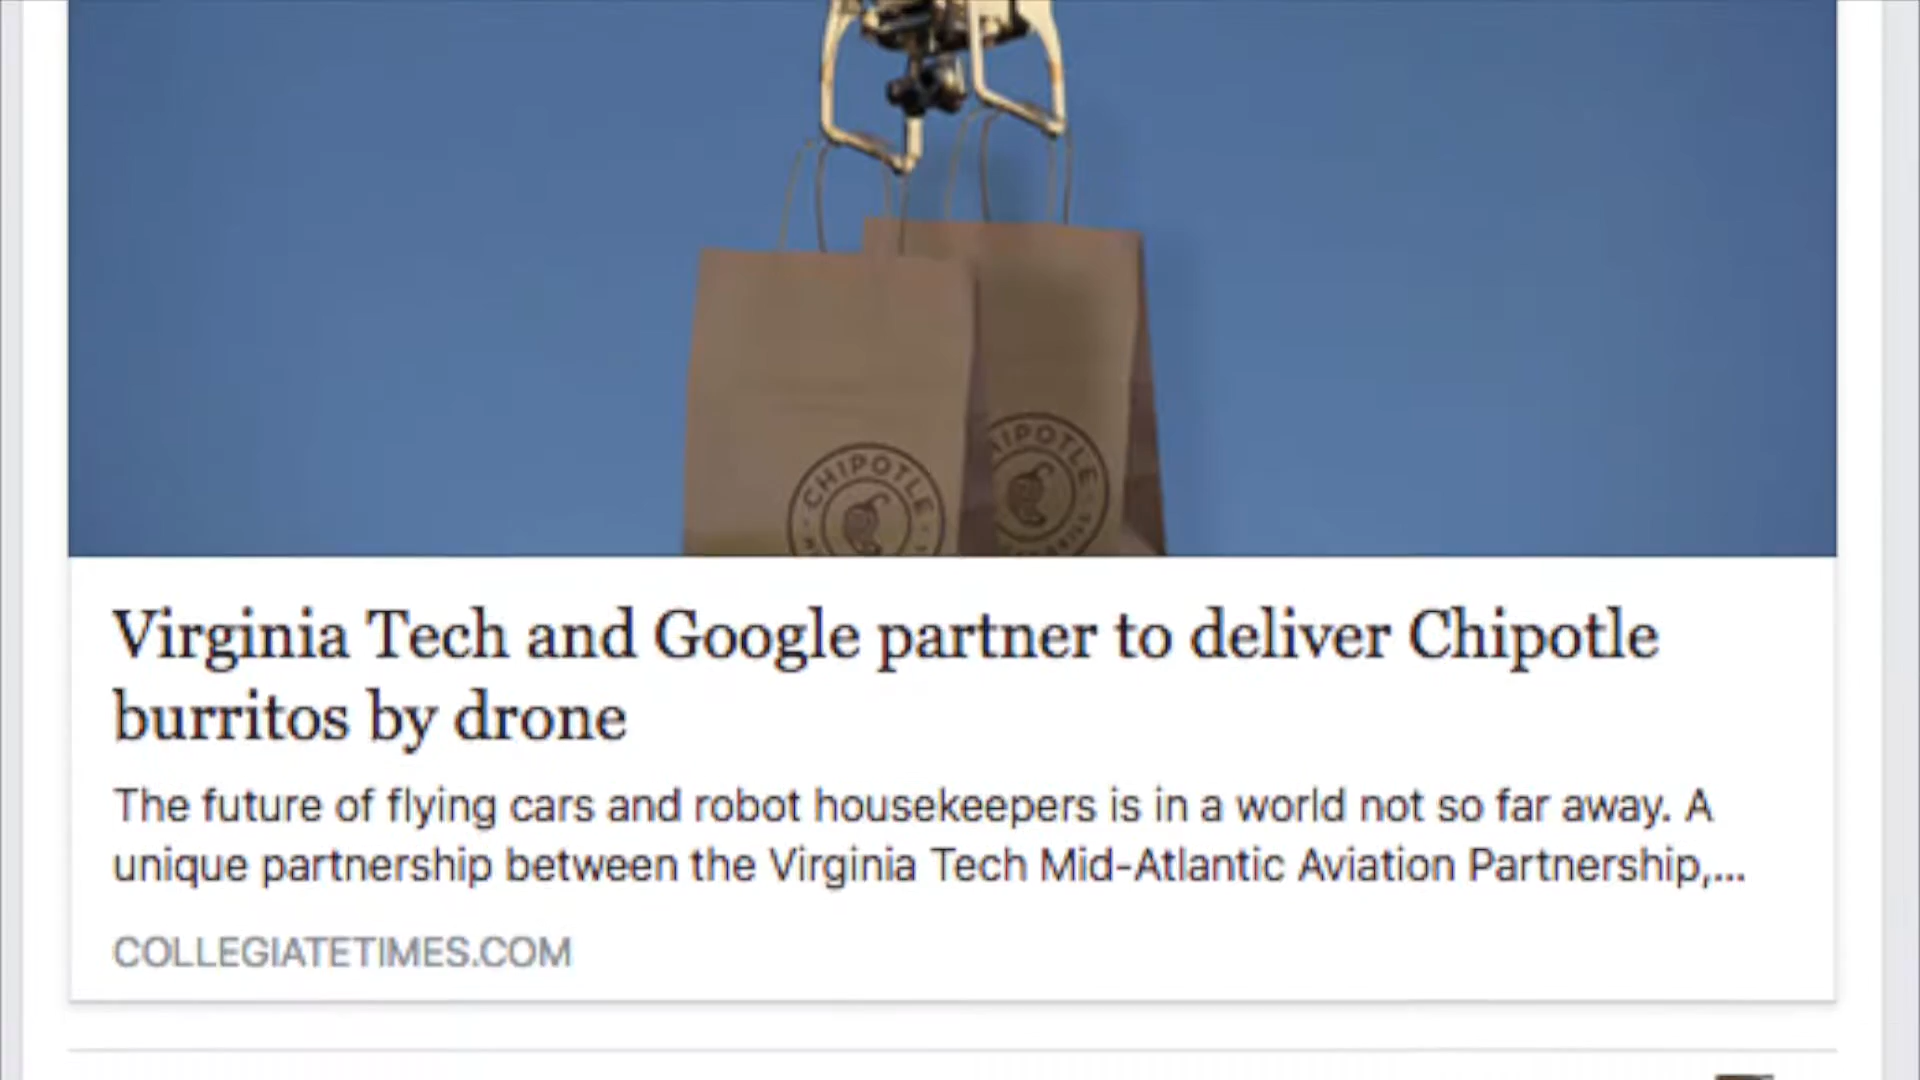 CHIPOTLE
HIPOTLE
Virginia Tech and Google partner to deliver Chipotle
burritos by drone
The future of flying cars and robot housekeepers is in a world not so far away. A
unique partnership between the Virginia Tech Mid-Atlantic Aviation Partnership,...
COLLEGIATETIMES.COM